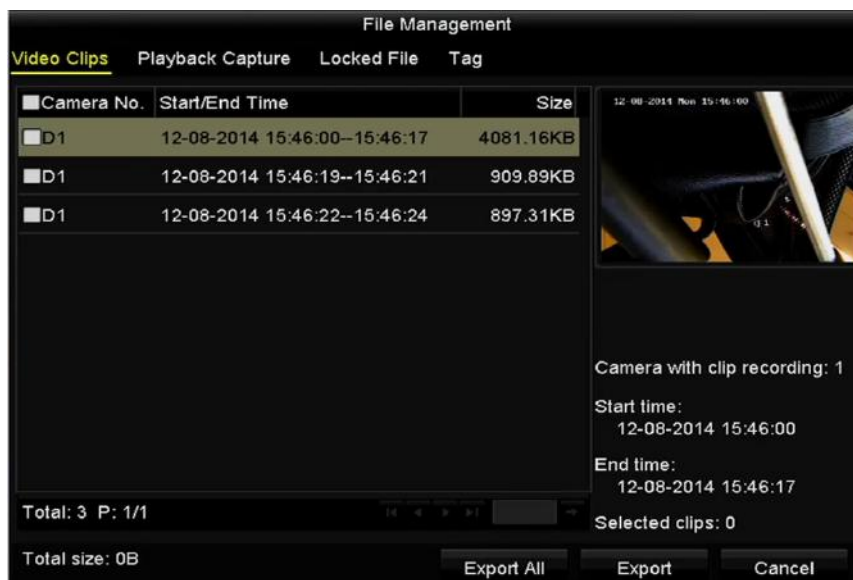 File Management
Video Clips Playback Capture Locked File Tag
Camera No. Start/End Time Size
D1 12-08-2014 15:46:00--15:46:17 4081.16KB
D1 12-08-2014 15:46:19--15:46:21 909.89KB
D1 12-08-2014 15:46:22--15:46:24 897.31KB
12-08-2014 Mon 15:46:00
Camera with clip recording: 1
Start time:
12-08-2014 15:46:00
End time:
12-08-2014 15:46:17
Selected clips: 0
Total: 3 P: 1/1
Total size: 0B
Export All Export Cancel